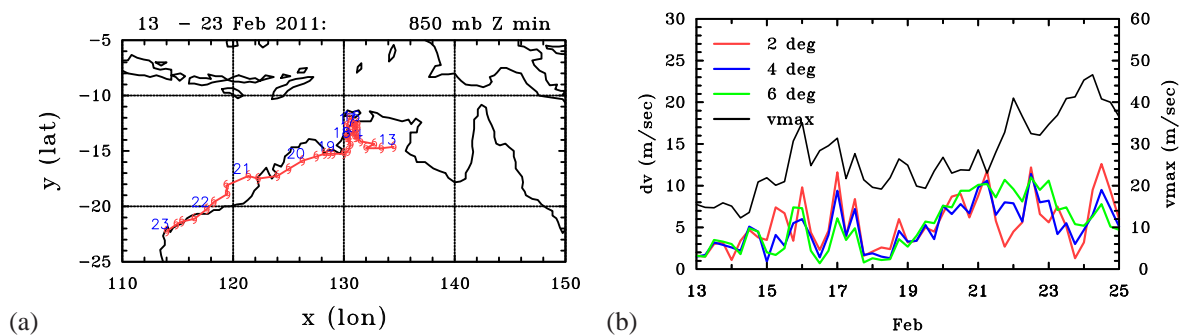 13 – 23 Feb 2011: 850 mb Z min
y (lat)
−5
−10
−15
−20
−25
110 120 130 140 150
x (lon)
13
19
20
21
22
23
(a)
dv (m/sec)
30
25
20
15
10
5
0
2 deg
4 deg
6 deg
vmax
60
50
40
30
20
10
0
vmax (m/sec)
13 15 17 19 21 23 25
Feb
(b)